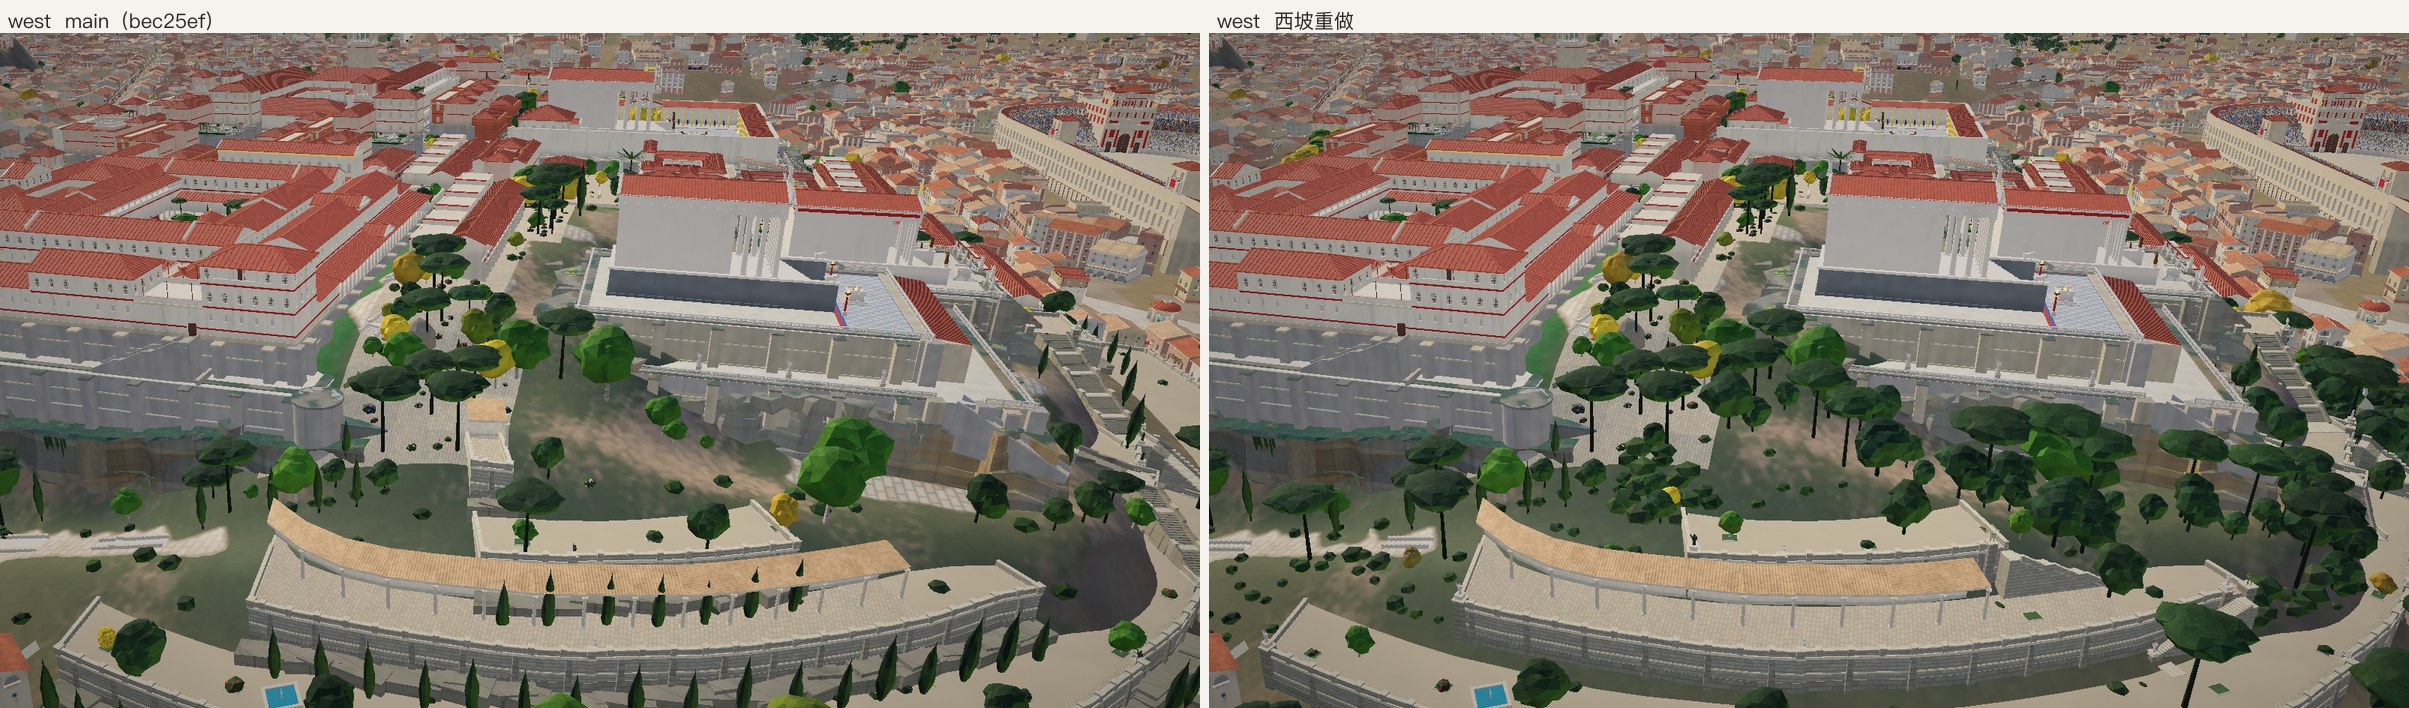 west main (bec25ef)
west 西坡重做